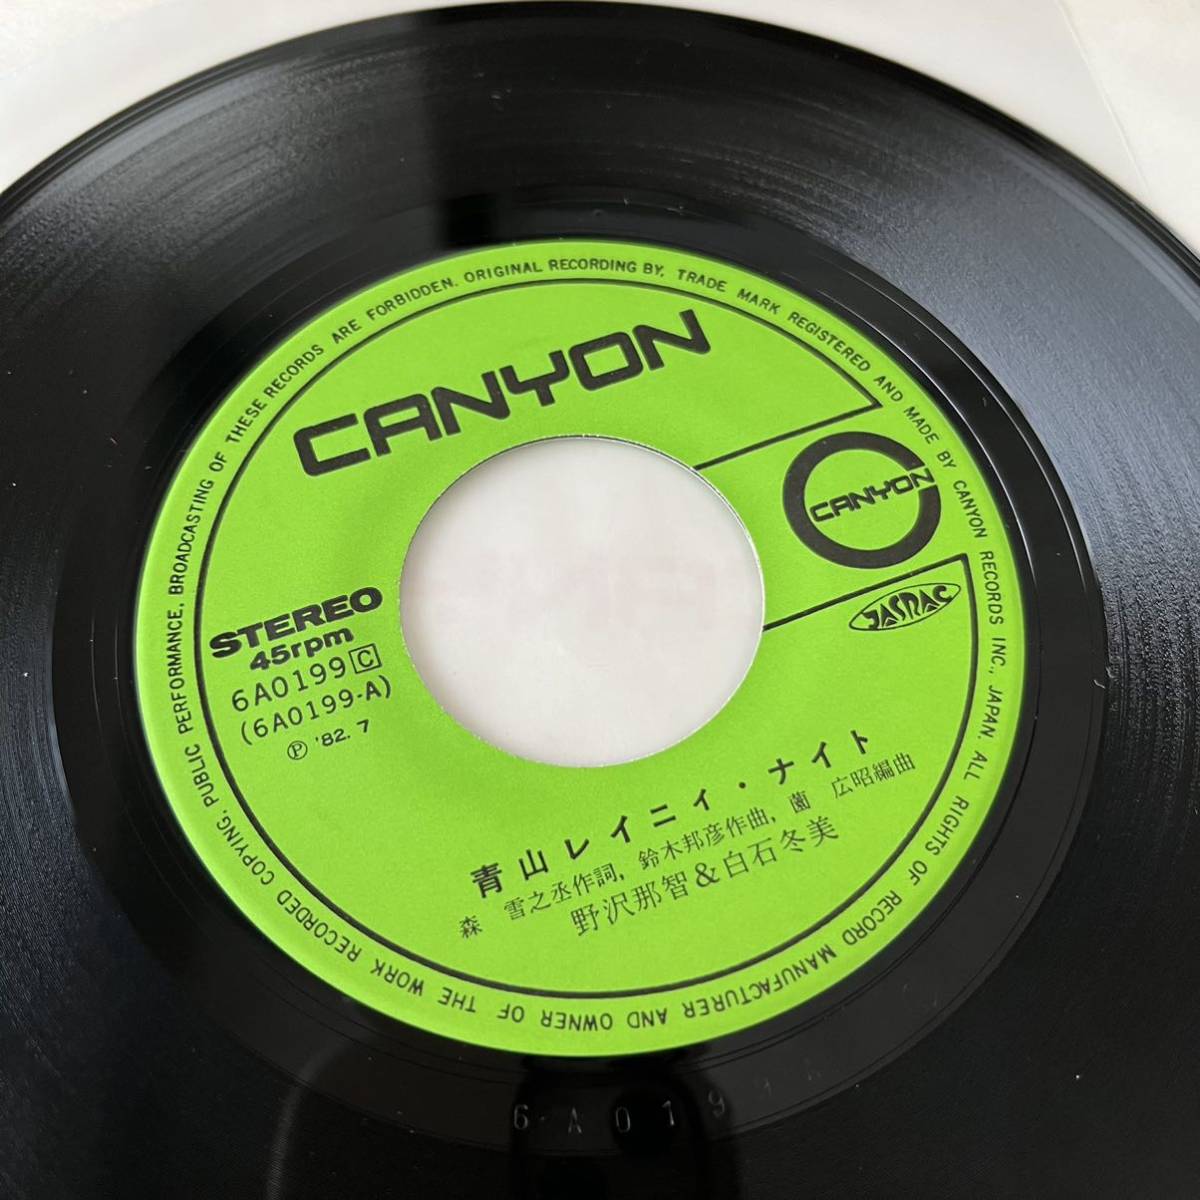 CANYON
CANYON
JASRAC
STEREO
45rpm
6A0199 C
(6A0199-A)
Ⓟ '82. 7
青山レイニィ・ナイト
森 雪之丞作詞, 鈴木邦彦作曲, 薗 広昭編曲
野沢那智&白石冬美
ORIGINAL RECORDING BY, TRADE MARK REGISTERED AND MADE BY CANYON RECORDS INC., JAPAN. ALL RIGHTS OF RECORD MANUFACTURER AND OWNER OF THE WORK RECORDED COPYING, PUBLIC PERFORMANCE, BROADCASTING OF THESE RECORDS ARE FORBIDDEN.
6A019